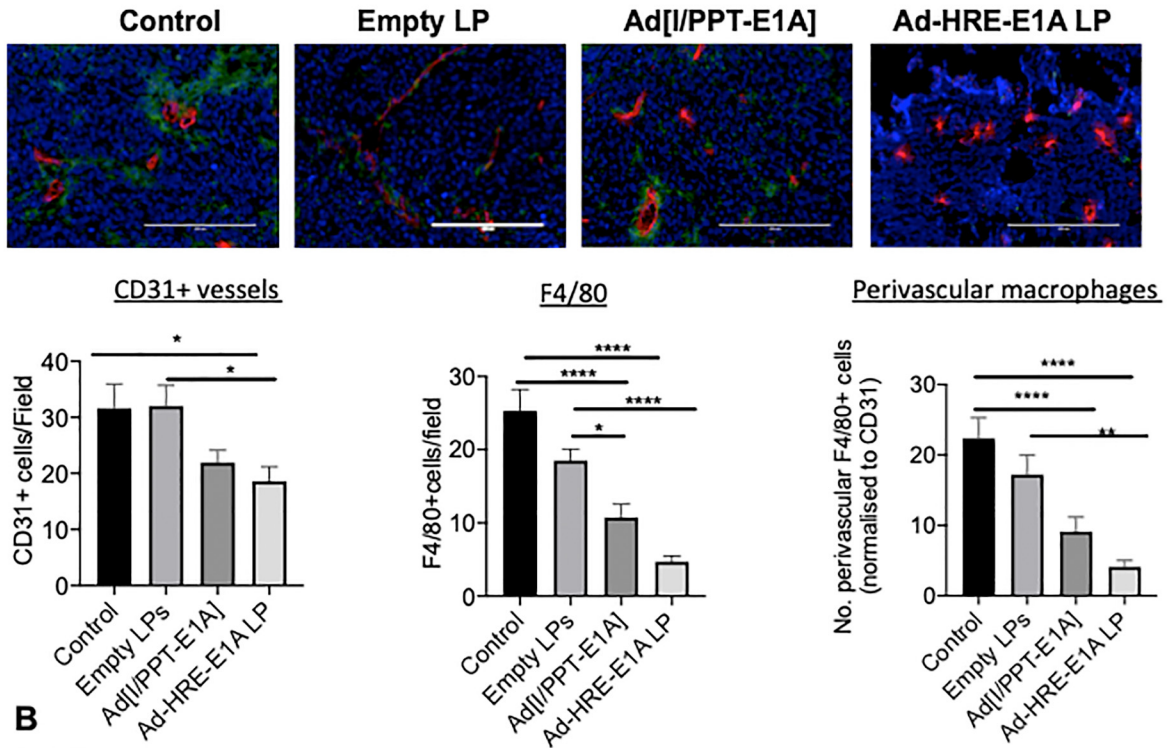 Control
Empty LP
Ad[I/PPT-E1A]
Ad-HRE-E1A LP
CD31+ vessels
CD31+ cells/Field
40
30
20
10
0
*
*
Control
Empty LPs
Ad[I/PPT-E1A]
Ad-HRE-E1A LP
F4/80
F4/80+cells/field
30
20
10
0
****
****
****
*
Control
Empty LPs
Ad[I/PPT-E1A]
Ad-HRE-E1A LP
Perivascular macrophages
No. perivascular F4/80+ cells
(normalised to CD31)
30
20
10
0
****
****
**
Control
Empty LPs
Ad[I/PPT-E1A]
Ad-HRE-E1A LP
B